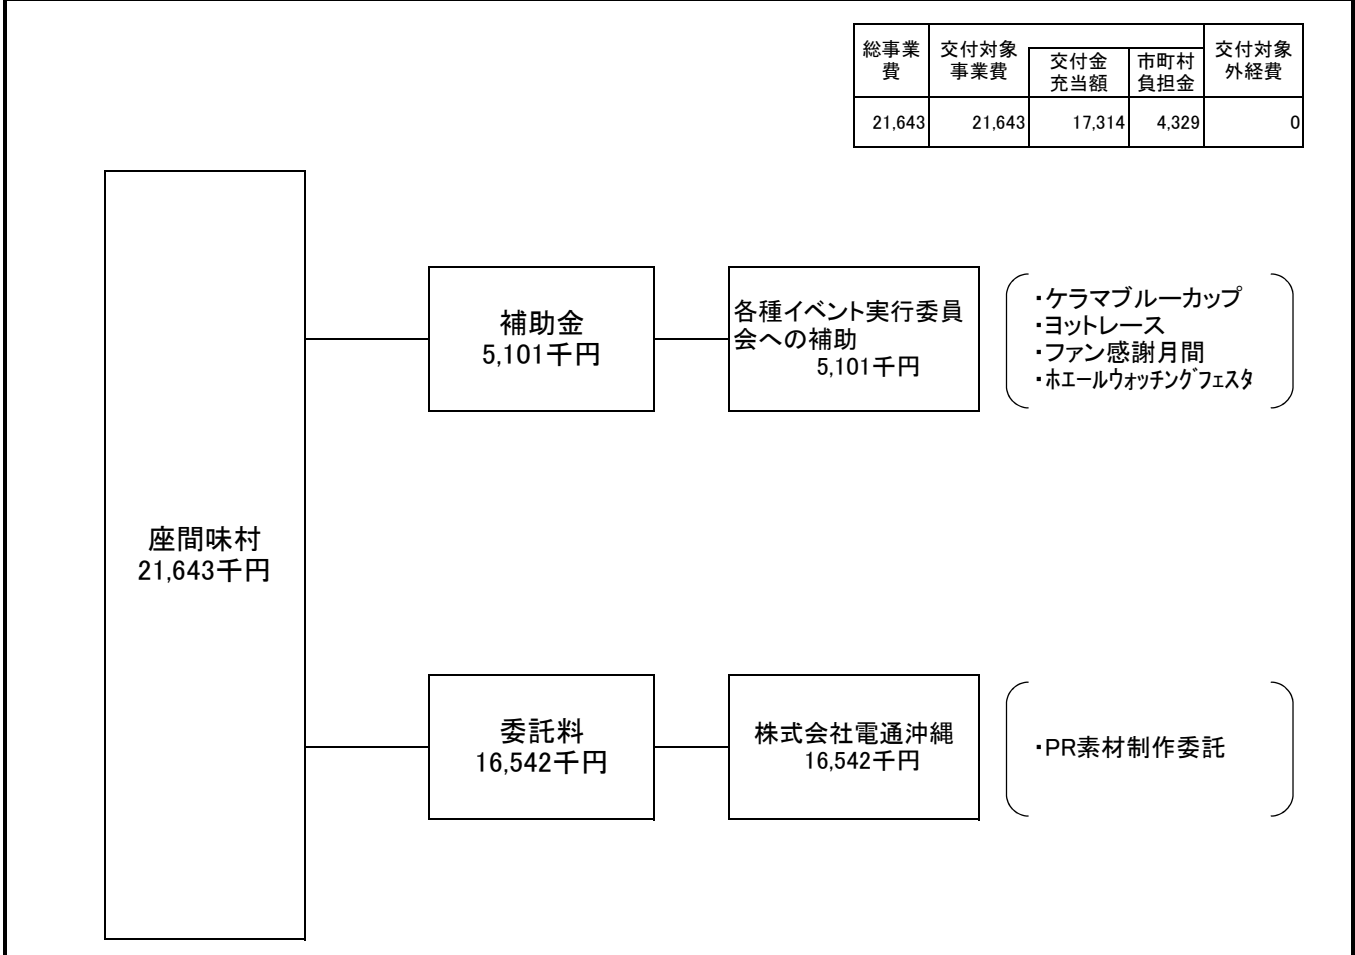 総事業
費
交付対象
事業費
交付金
充当額
市町村
負担金
交付対象
外経費
21,643
21,643
17,314
4,329
0
補助金
5,101千円
各種イベント実行委員
会への補助
5,101千円
・ケラマブルーカップ
・ヨットレース
・ファン感謝月間
・ホエールウォッチングフェスタ
座間味村
21,643千円
委託料
16,542千円
株式会社電通沖縄
16,542千円
・PR素材制作委託